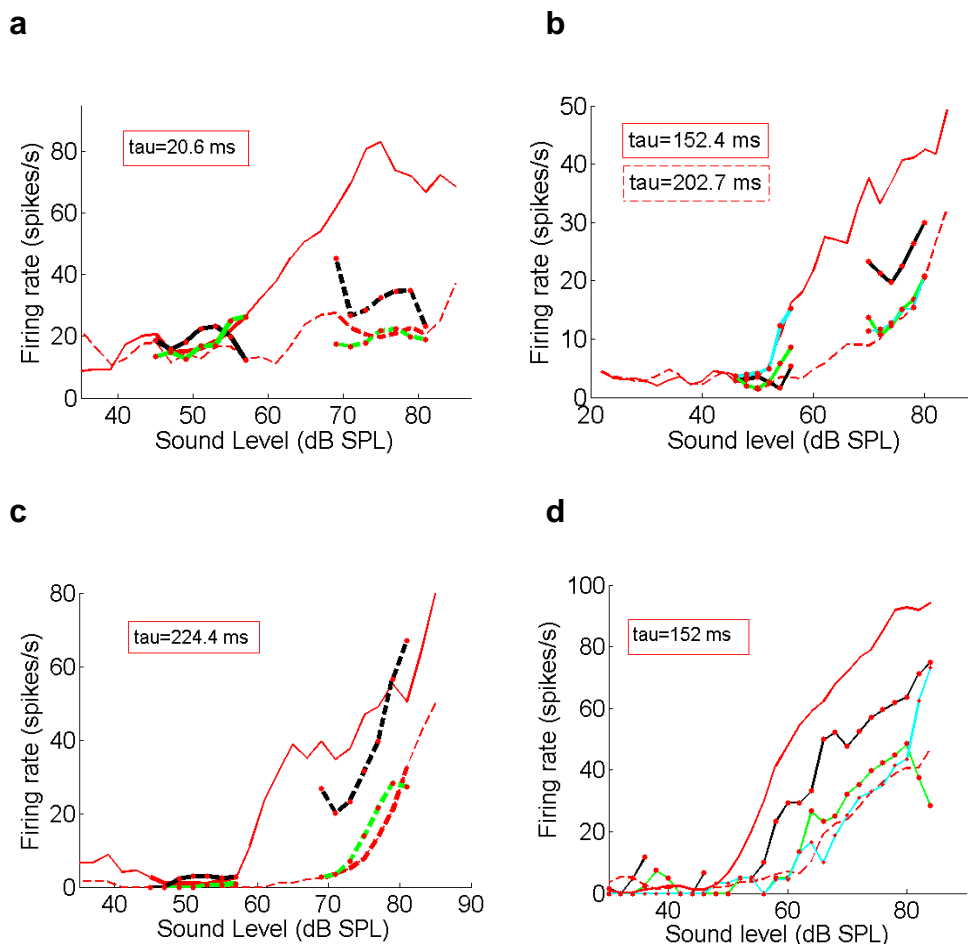 a
b
Firing rate (spikes/s)
80
60
40
20
0
tau=20.6 ms
40 50 60 70 80
Sound Level (dB SPL)
Firing rate (spikes/s)
50
40
30
20
10
0
tau=152.4 ms
tau=202.7 ms
20 40 60 80
Sound level (dB SPL)
c
d
Firing rate (spikes/s)
80
60
40
20
0
tau=224.4 ms
40 50 60 70 80 90
Sound Level (dB SPL)
Firing rate (spikes/s)
100
80
60
40
20
0
tau=152 ms
40 60 80
Sound level (dB SPL)